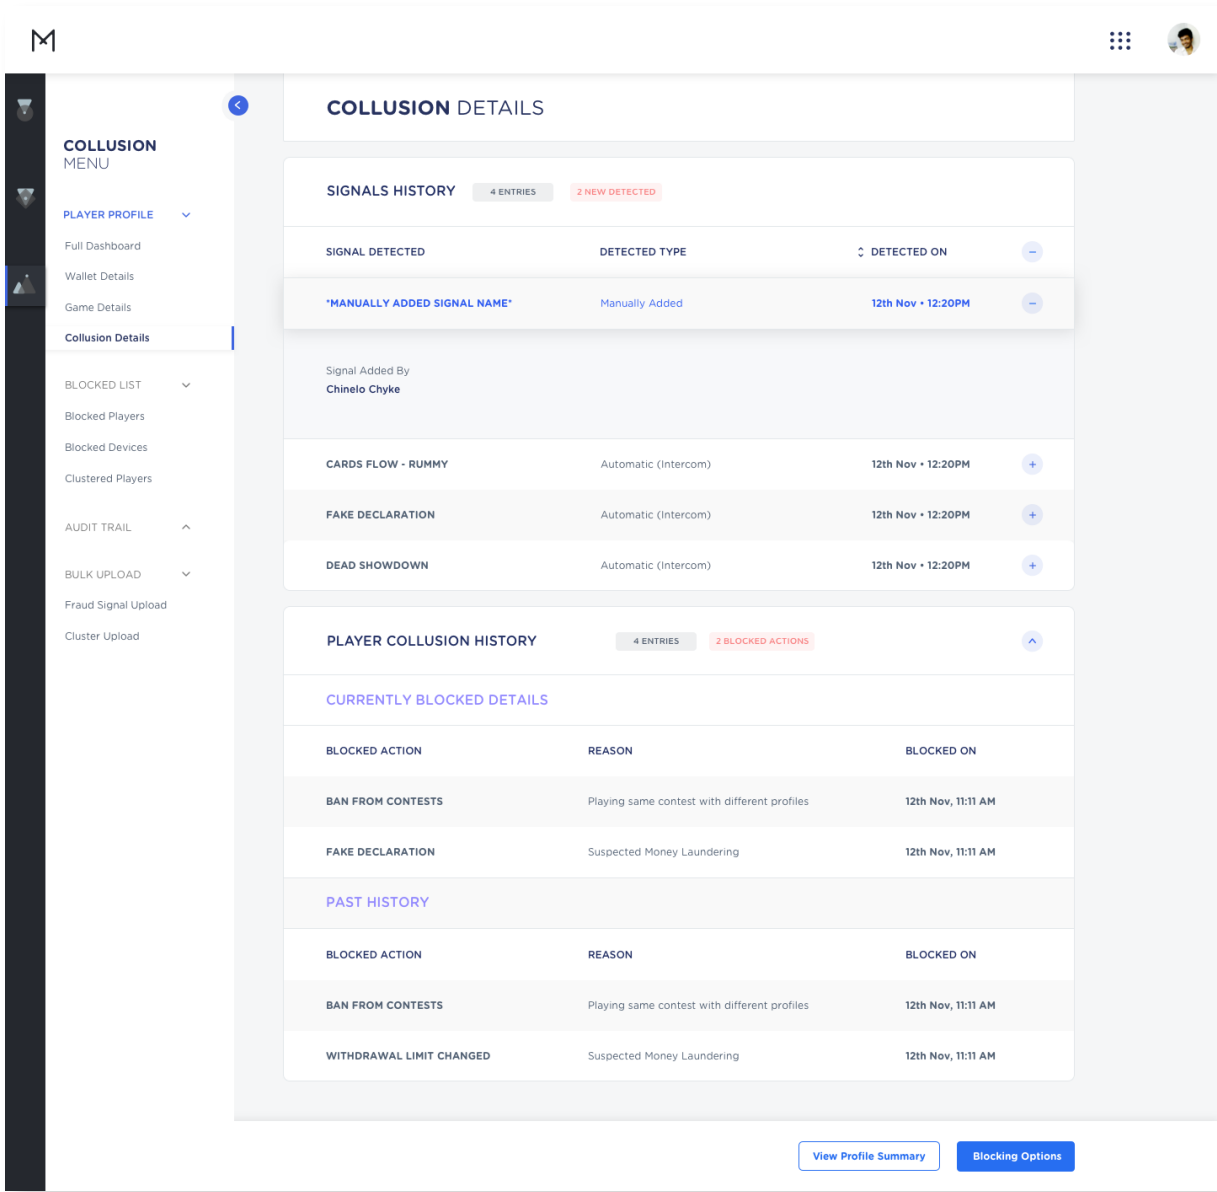 M
COLLUSION
MENU
PLAYER PROFILE
Full Dashboard
Wallet Details
Game Details
Collusion Details
BLOCKED LIST
Blocked Players
Blocked Devices
Clustered Players
AUDIT TRAIL
BULK UPLOAD
Fraud Signal Upload
Cluster Upload
COLLUSION DETAILS
SIGNALS HISTORY 4 ENTRIES 2 NEW DETECTED
SIGNAL DETECTED DETECTED TYPE DETECTED ON
*MANUALLY ADDED SIGNAL NAME* Manually Added 12th Nov • 12:20PM
Signal Added By
Chinelo Chyke
CARDS FLOW - RUMMY Automatic (Intercom) 12th Nov • 12:20PM
FAKE DECLARATION Automatic (Intercom) 12th Nov • 12:20PM
DEAD SHOWDOWN Automatic (Intercom) 12th Nov • 12:20PM
PLAYER COLLUSION HISTORY 4 ENTRIES 2 BLOCKED ACTIONS
CURRENTLY BLOCKED DETAILS
BLOCKED ACTION REASON BLOCKED ON
BAN FROM CONTESTS Playing same contest with different profiles 12th Nov, 11:11 AM
FAKE DECLARATION Suspected Money Laundering 12th Nov, 11:11 AM
PAST HISTORY
BLOCKED ACTION REASON BLOCKED ON
BAN FROM CONTESTS Playing same contest with different profiles 12th Nov, 11:11 AM
WITHDRAWAL LIMIT CHANGED Suspected Money Laundering 12th Nov, 11:11 AM
View Profile Summary Blocking Options